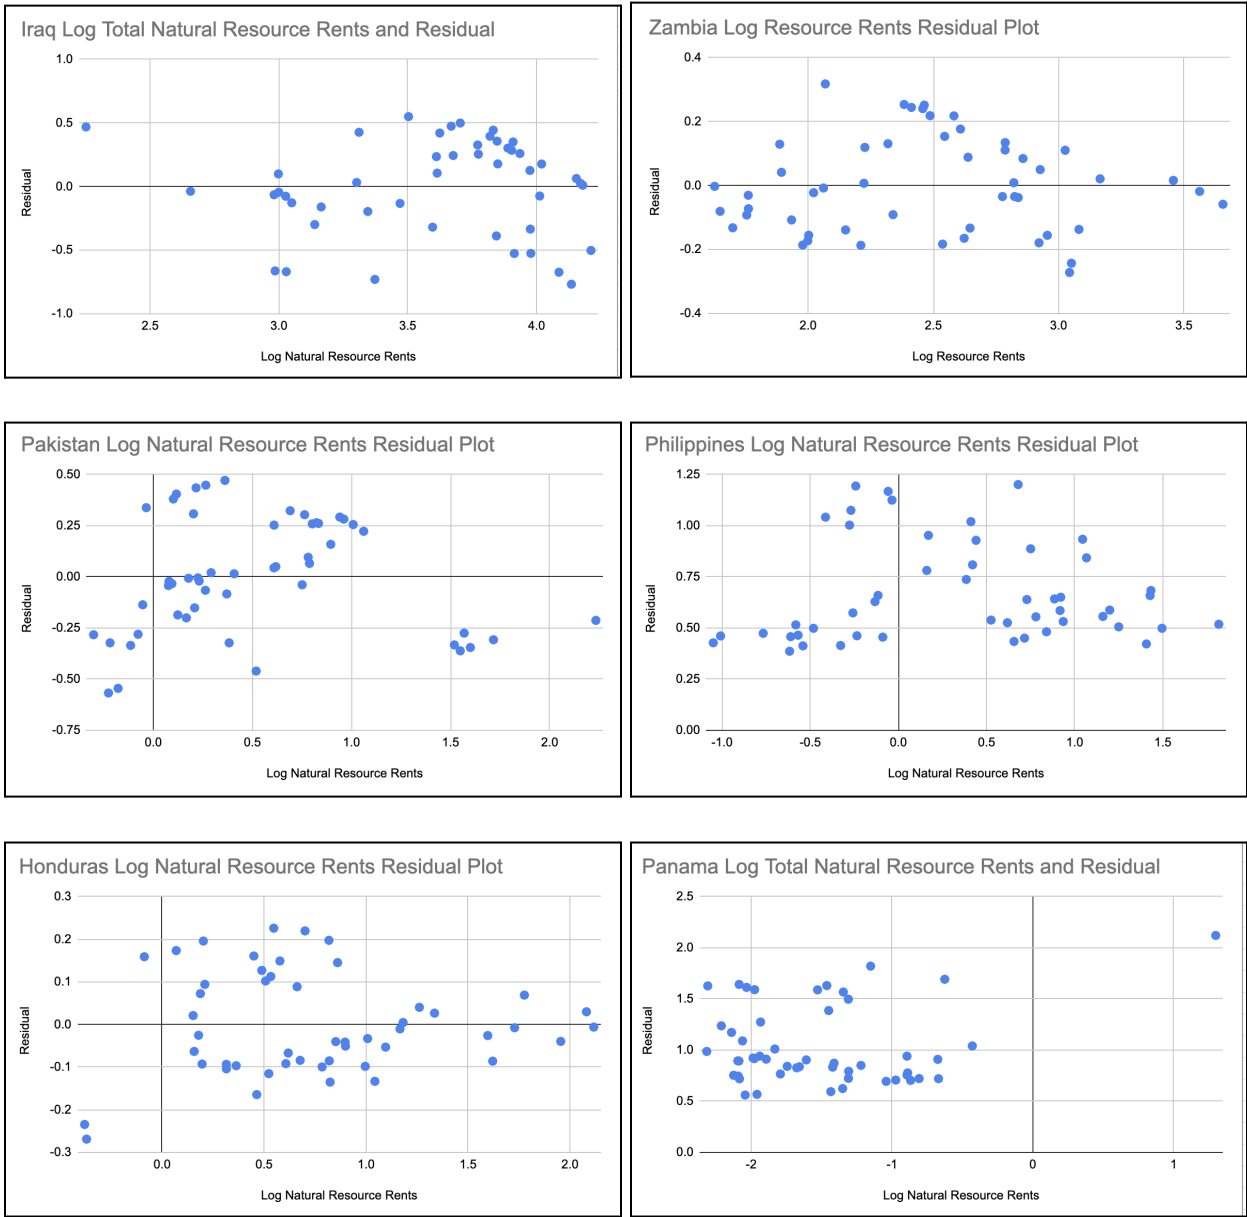 Iraq Log Total Natural Resource Rents and Residual
1.0
0.5
0.0
-0.5
-1.0
Residual
2.5 3.0 3.5 4.0
Log Natural Resource Rents
Zambia Log Resource Rents Residual Plot
0.4
0.2
0.0
-0.2
-0.4
Residual
2.0 2.5 3.0 3.5
Log Resource Rents
Pakistan Log Natural Resource Rents Residual Plot
0.50
0.25
0.00
-0.25
-0.50
-0.75
Residual
0.0 0.5 1.0 1.5 2.0
Log Natural Resource Rents
Philippines Log Natural Resource Rents Residual Plot
1.25
1.00
0.75
0.50
0.25
0.00
Residual
-1.0 -0.5 0.0 0.5 1.0 1.5
Log Natural Resource Rents
Honduras Log Natural Resource Rents Residual Plot
0.3
0.2
0.1
0.0
-0.1
-0.2
-0.3
Residual
0.0 0.5 1.0 1.5 2.0
Log Natural Resource Rents
Panama Log Total Natural Resource Rents and Residual
2.5
2.0
1.5
1.0
0.5
0.0
Residual
-2 -1 0 1
Log Natural Resource Rents